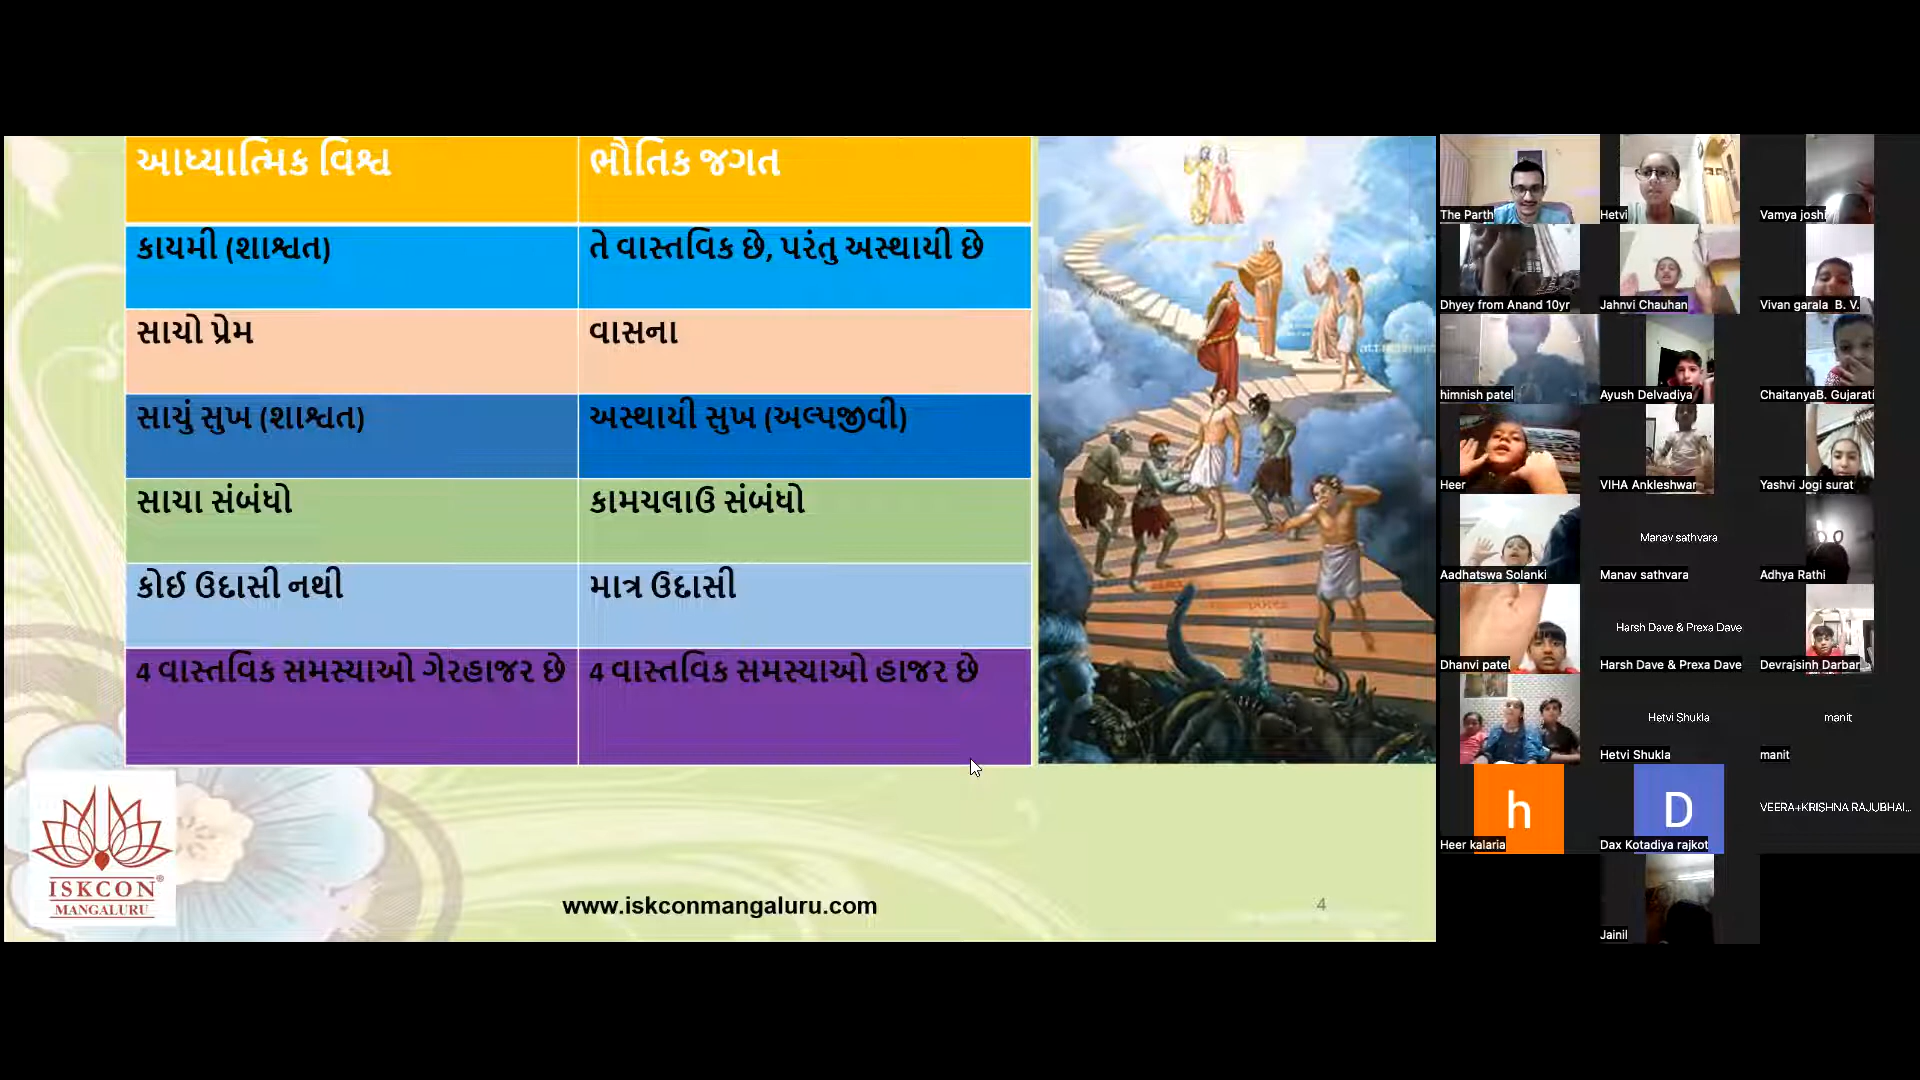 આધ્યાત્મિક વિશ્વ
ભૌતિક જગત
કાયમી (શાશ્વત)
તે વાસ્તવિક છે, પરંતુ અસ્થાયી છે
સાચો પ્રેમ
વાસના
સાચું સુખ (શાશ્વત)
અસ્થાયી સુખ (અલ્પજીવી)
સાચા સંબંધો
કામચલાઉ સંબંધો
કોઈ ઉદાસી નથી
માત્ર ઉદાસી
4 વાસ્તવિક સમસ્યાઓ ગેરહાજર છે
4 વાસ્તવિક સમસ્યાઓ હાજર છે
ISKCON®
MANGALURU
www.iskconmangaluru.com
4
The Parth
Hetvi
Vamya joshi
Dhyey from Anand 10yr
Jahnvi Chauhan
Vivan garala B. V.
himnish patel
Ayush Delvadiya
ChaitanyaB. Gujarati
Heer
VIHA Ankleshwar
Yashvi Jogi surat
Aadhatswa Solanki
Manav sathvara
Manav sathvara
Adhya Rathi
Dhanvi patel
Harsh Dave & Prexa Dave
Harsh Dave & Prexa Dave
Devrajsinh Darbar
Hetvi Shukla
Hetvi Shukla
manit
manit
h
Heer kalaria
D
Dax Kotadiya rajkot
VEERA+KRISHNA RAJUBHAI...
Jainil